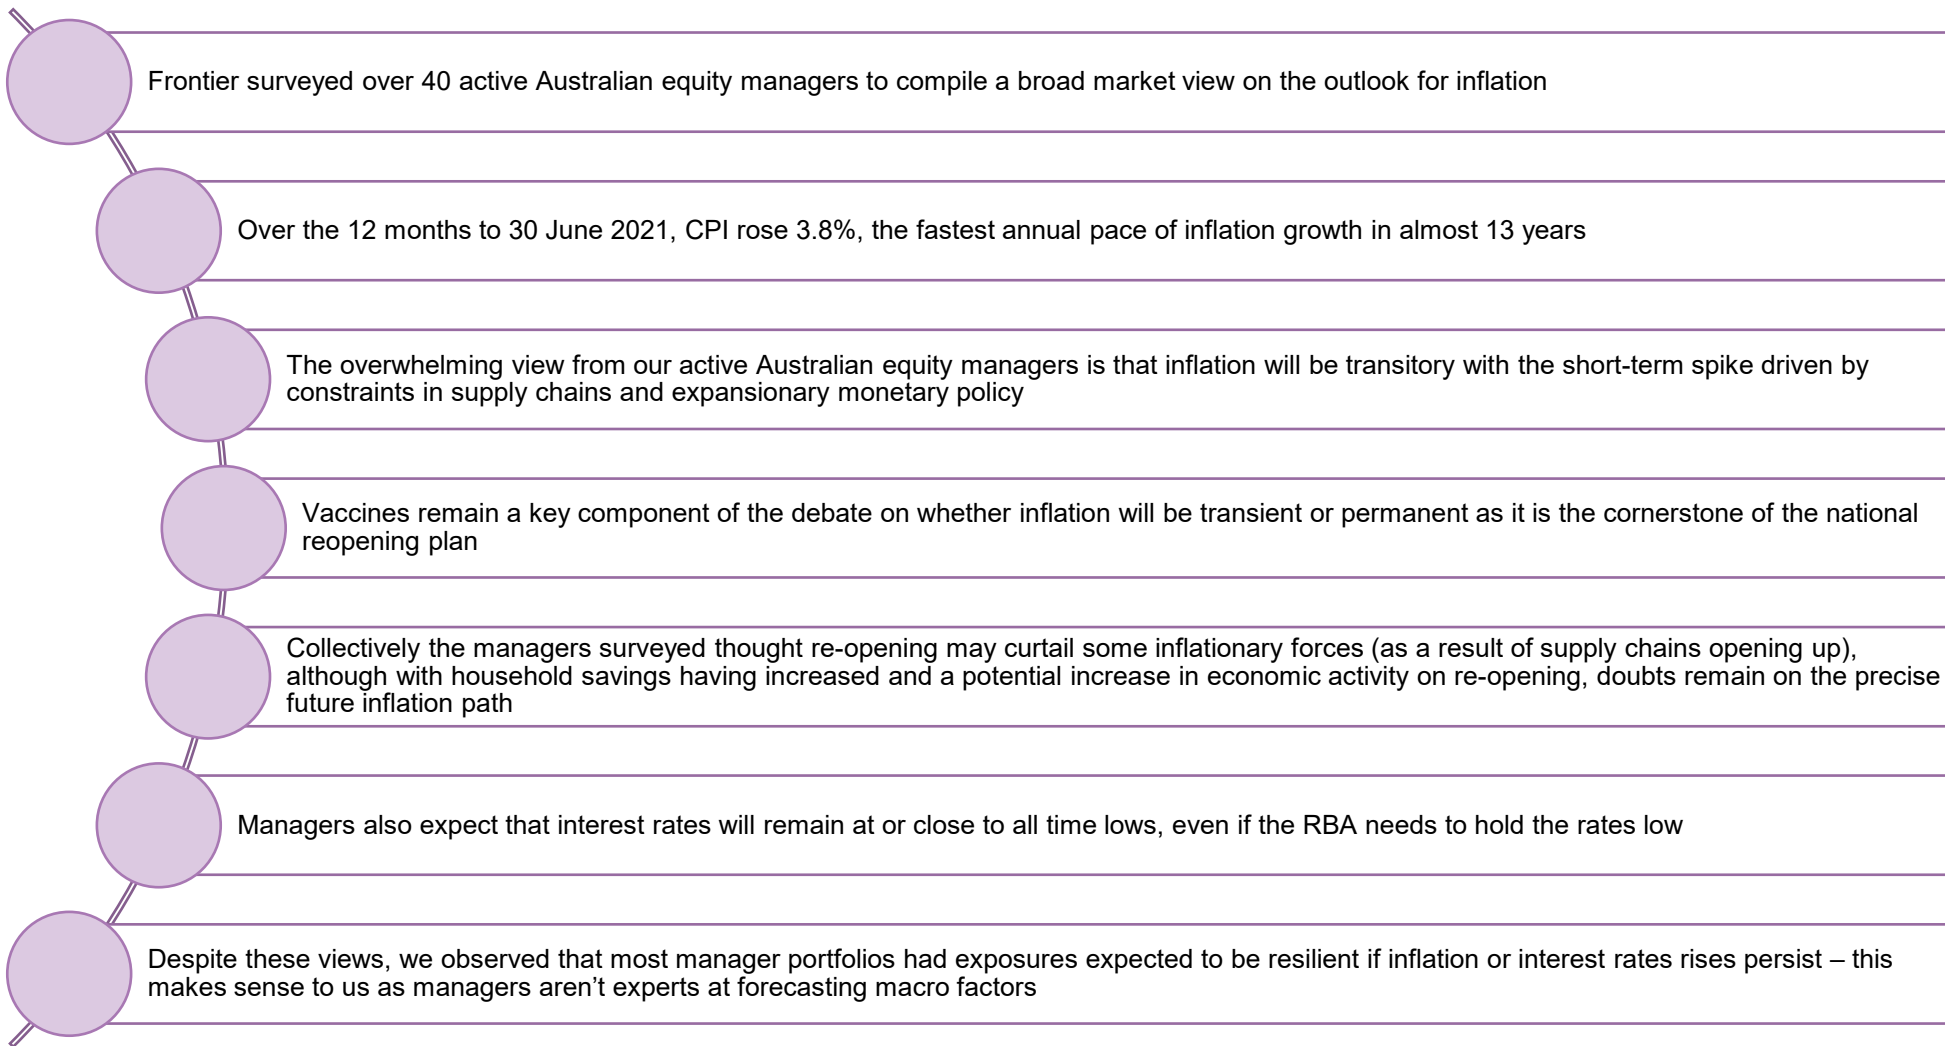 Frontier surveyed over 40 active Australian equity managers to compile a broad market view on the outlook for inflation
Over the 12 months to 30 June 2021, CPI rose 3.8%, the fastest annual pace of inflation growth in almost 13 years
The overwhelming view from our active Australian equity managers is that inflation will be transitory with the short-term spike driven by
constraints in supply chains and expansionary monetary policy
Vaccines remain a key component of the debate on whether inflation will be transient or permanent as it is the cornerstone of the national
reopening plan
Collectively the managers surveyed thought re-opening may curtail some inflationary forces (as a result of supply chains opening up),
although with household savings having increased and a potential increase in economic activity on re-opening, doubts remain on the precise
future inflation path
Managers also expect that interest rates will remain at or close to all time lows, even if the RBA needs to hold the rates low
Despite these views, we observed that most manager portfolios had exposures expected to be resilient if inflation or interest rates rises persist – this
makes sense to us as managers aren’t experts at forecasting macro factors